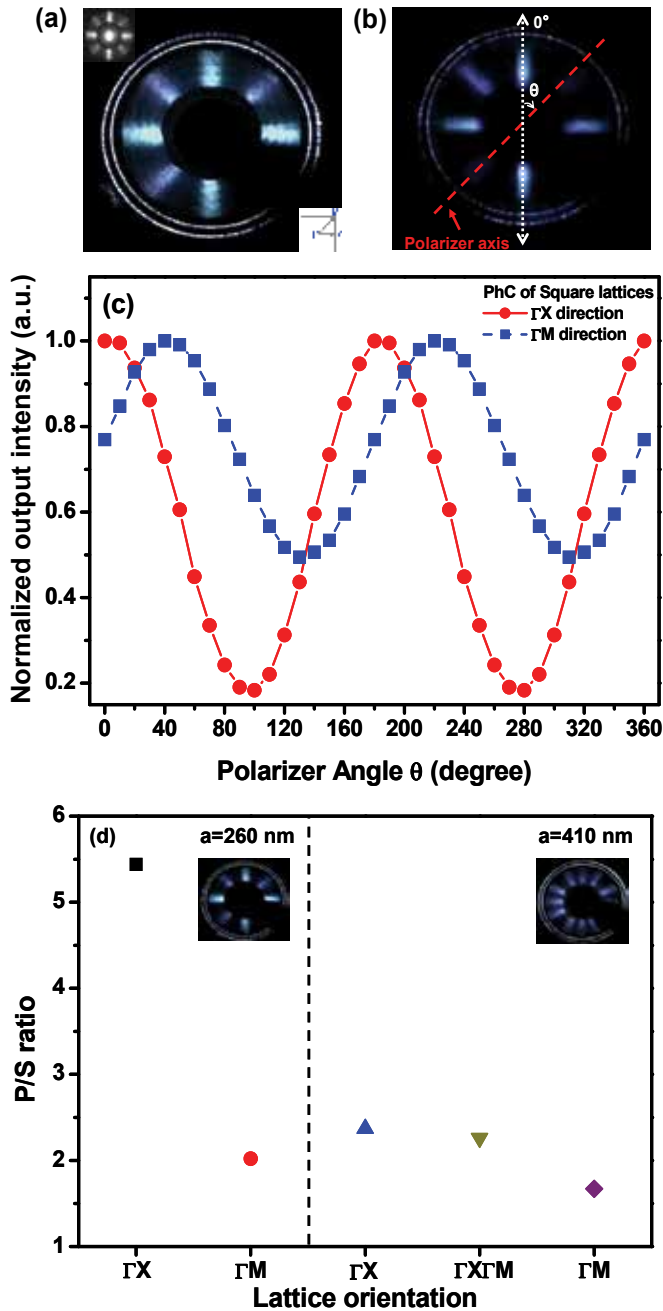 (a)
(b)
0°
θ
Polarizer axis
(c)
PhC of Square lattices
ΓX direction
ΓM direction
Normalized output intensity (a.u.)
1.0
0.8
0.6
0.4
0.2
0 40 80 120 160 200 240 280 320 360
Polarizer Angle θ (degree)
(d)
a=260 nm
a=410 nm
P/S ratio
6
5
4
3
2
1
ΓX ΓM ΓX ΓXΓM ΓM
Lattice orientation